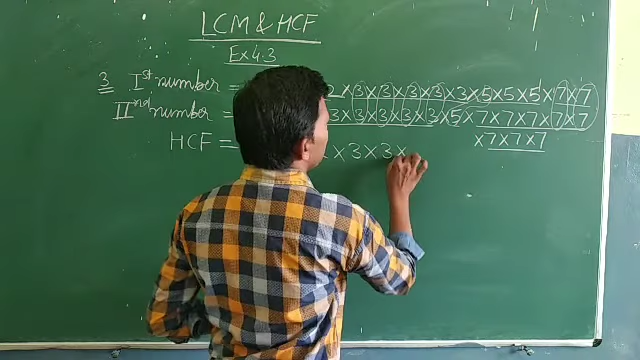 LCM & HCF
Ex 4.3
3 Ist number = 2 × 3 × 3 × 3 × 3 × 3 × 5 × 5 × 5 × 7 × 7
IInd number = 3 × 3 × 3 × 3 × 3 × 5 × 7 × 7 × 7 × 7 × 7
× 7 × 7 × 7
HCF = × 3 × 3 ×